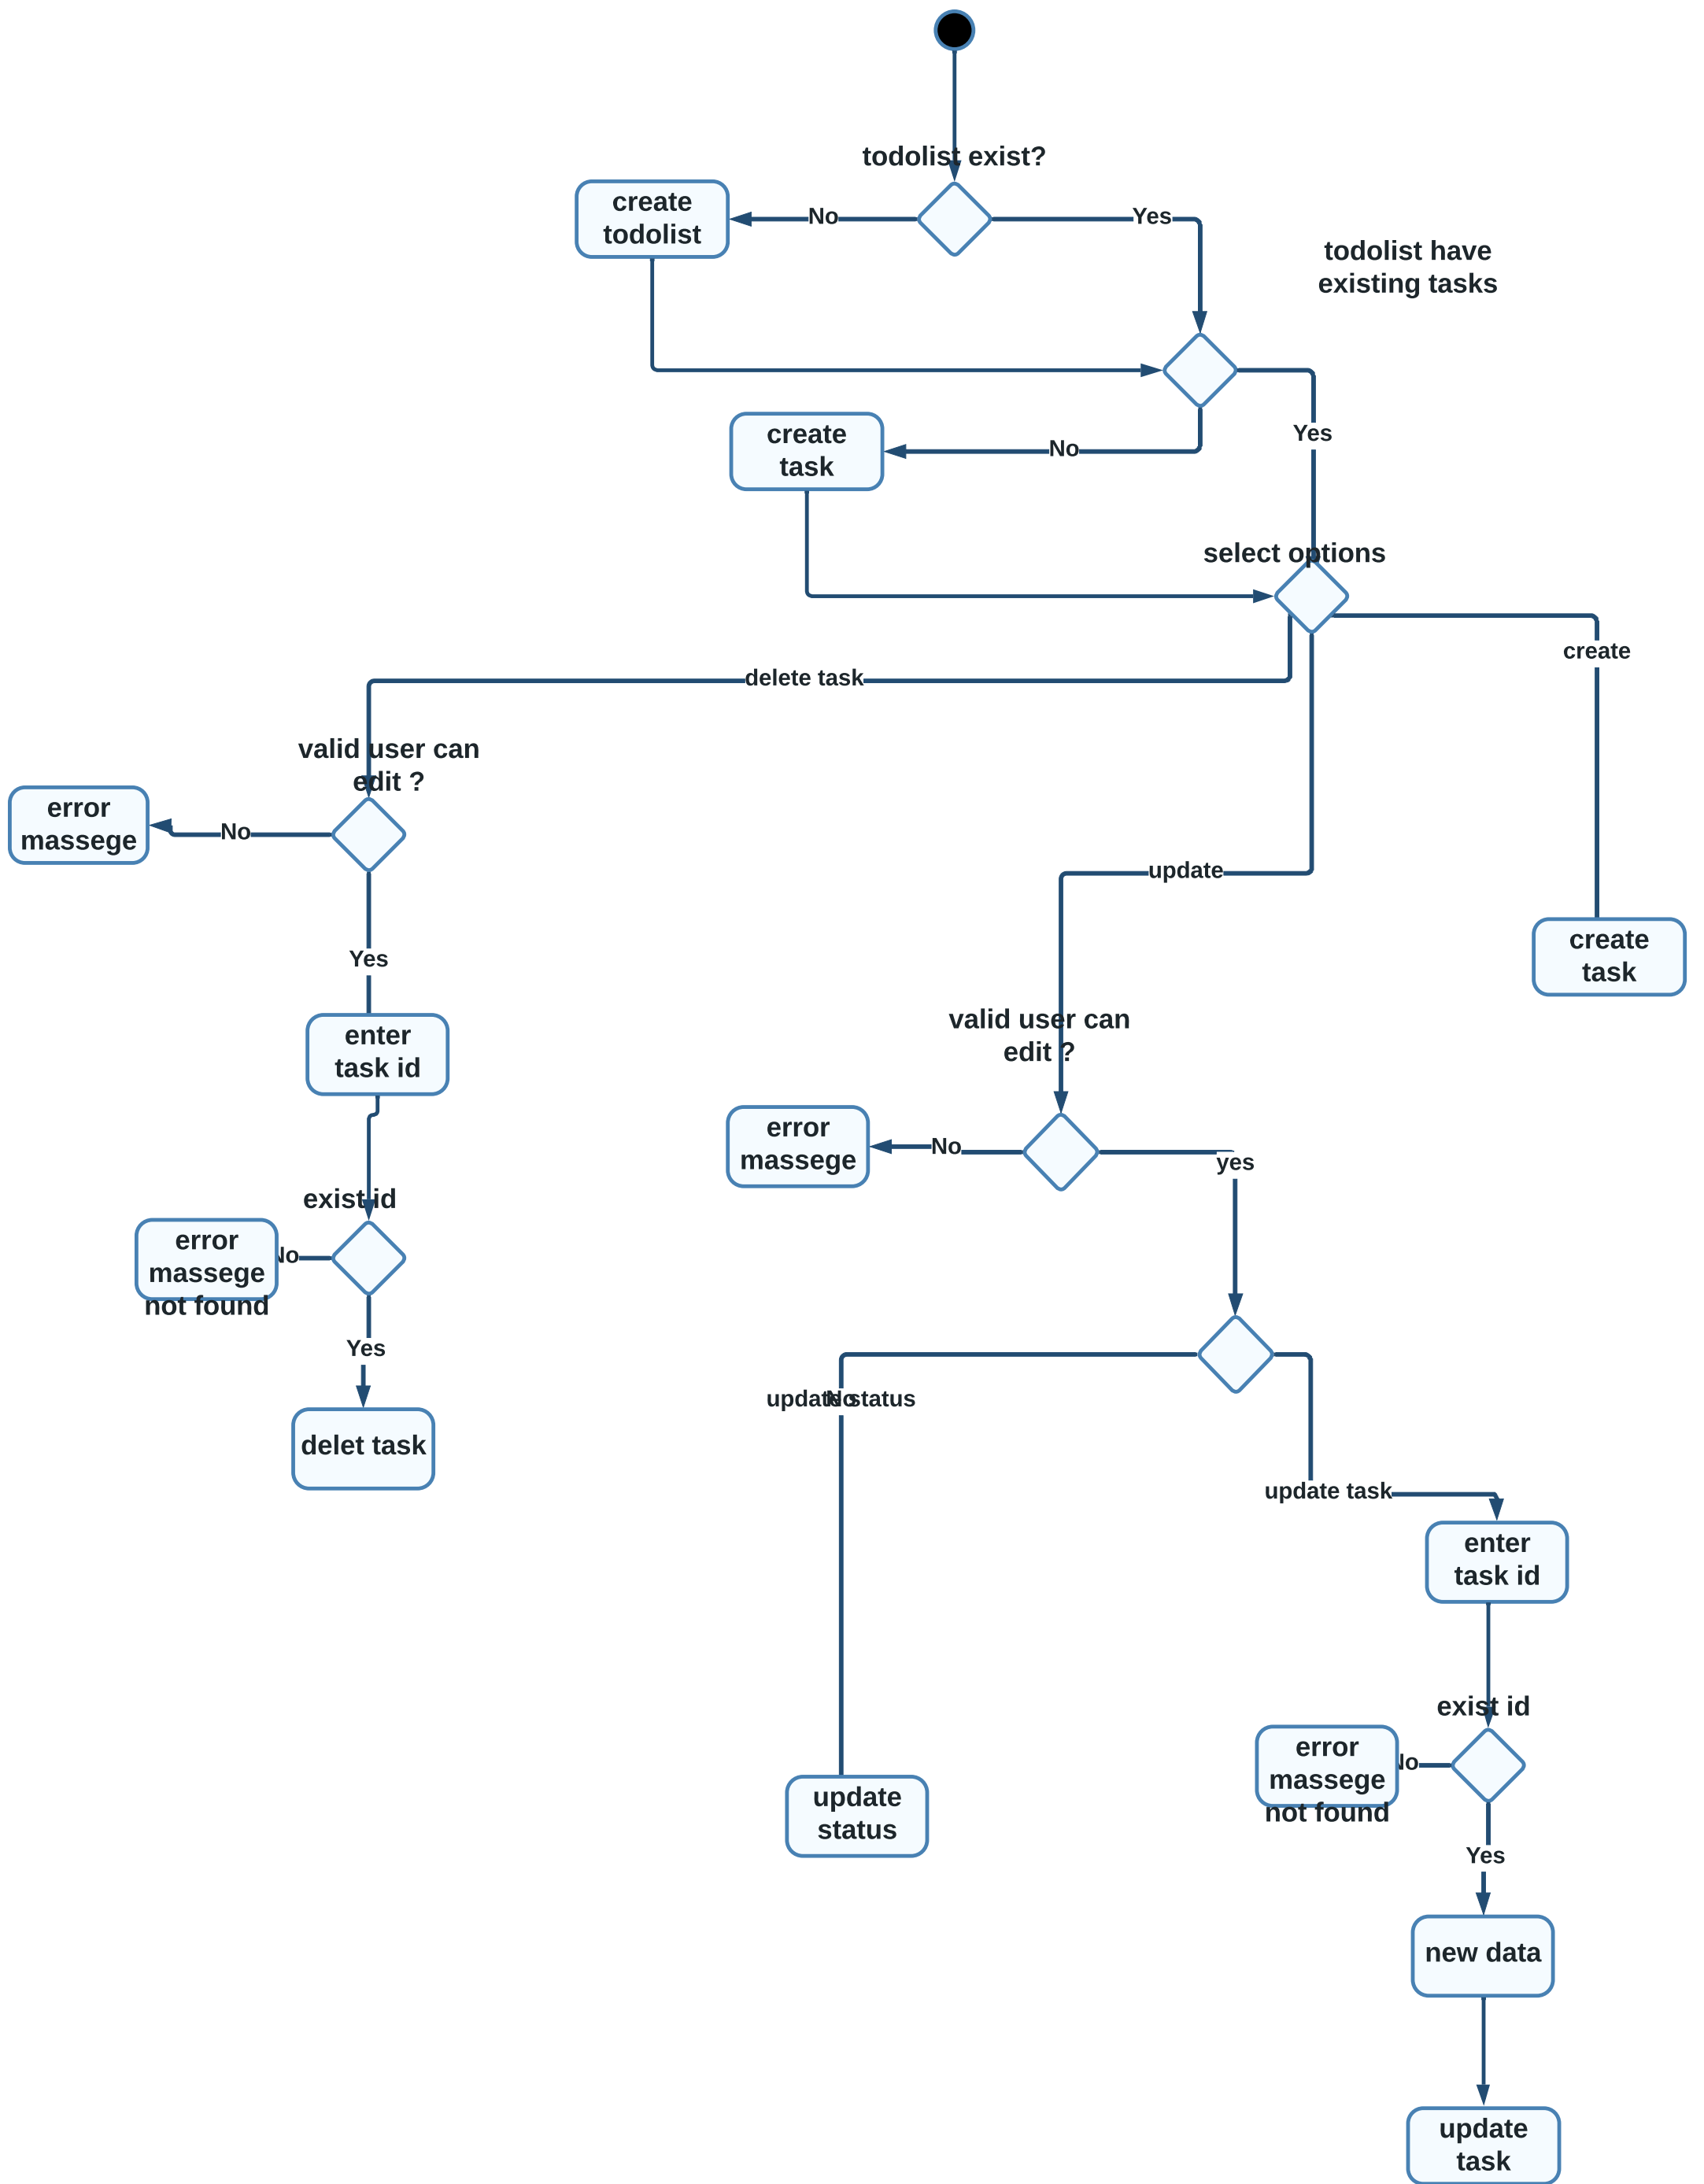 todolist exist?
create
todolist
No
Yes
todolist have
existing tasks
create
task
No
Yes
select options
create
delete task
valid user can
edit ?
error
massege
No
update
create
task
Yes
valid user can
edit ?
enter
task id
error
massege
No
yes
exist id
error
massege
not found
No
Yes
update status
No
delet task
update task
enter
task id
exist id
error
massege
not found
No
update
status
Yes
new data
update
task